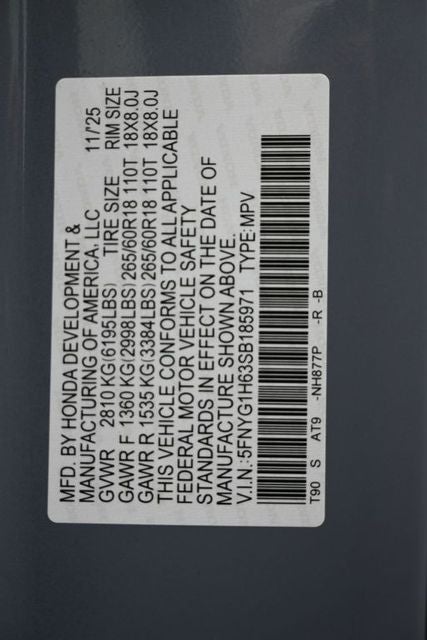 MFD. BY HONDA DEVELOPMENT &
MANUFACTURING OF AMERICA, LLC 11/'25
GVWR 2810 KG(6195LBS) TIRE SIZE RIM SIZE
GAWR F 1360 KG(2998LBS) 265/60R18 110T 18X8.0J
GAWR R 1535 KG(3384LBS) 265/60R18 110T 18X8.0J
THIS VEHICLE CONFORMS TO ALL APPLICABLE
FEDERAL MOTOR VEHICLE SAFETY
STANDARDS IN EFFECT ON THE DATE OF
MANUFACTURE SHOWN ABOVE.
V.I.N.:5FNYG1H63SB185971 TYPE:MPV
T90 S AT9 -NH877P -R -B